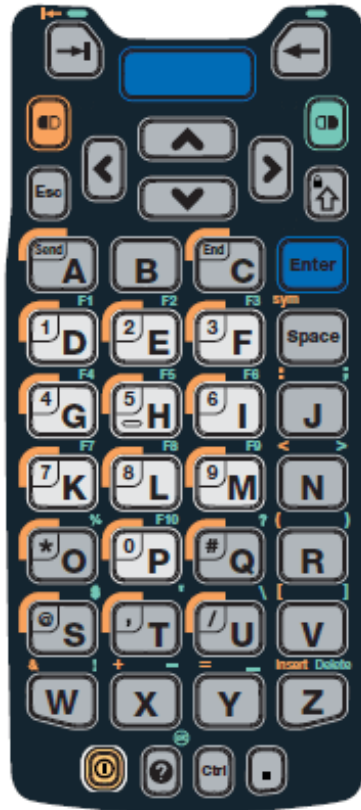 Esc
Send A B End C Enter
F1 F2 F3 sym
1 D 2 E 3 F Space
F4 F5 F6 : ;
4 G 5 H 6 I J
F7 F8 F9 < >
7 K 8 L 9 M N
% F10 ? ( )
* O 0 P # Q R
$ " \ [ ]
@ S , T / U V
& ! + - = _ Insert Delete
W X Y Z
? Ctrl .